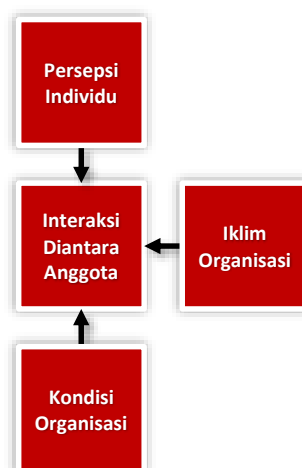 Persepsi
Individu
Interaksi
Diantara
Anggota
Iklim
Organisasi
Kondisi
Organisasi